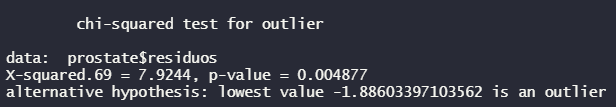 chi-squared test for outlier
data:  prostate$residuos
X-squared.69 = 7.9244, p-value = 0.004877
alternative hypothesis: lowest value -1.88603397103562 is an outlier